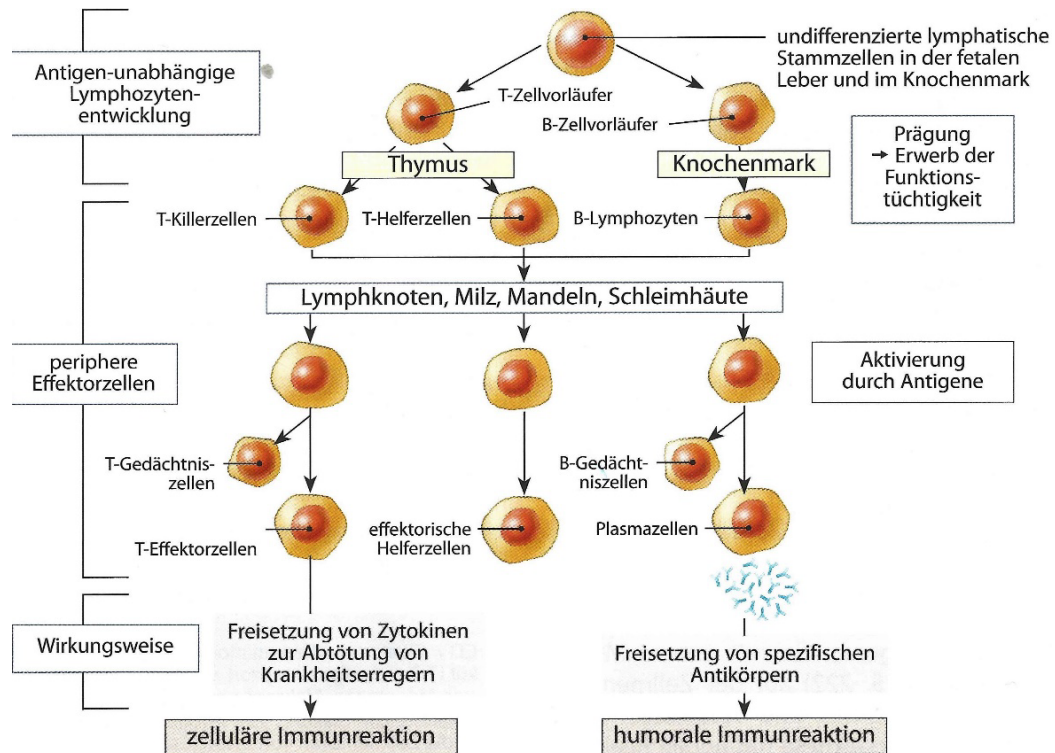 undifferenzierte lymphatische
Stammzellen in der fetalen
Leber und im Knochenmark
Antigen-unabhängige
Lymphozyten-
entwicklung
T-Zellvorläufer
B-Zellvorläufer
Prägung
→ Erwerb der
Funktions-
tüchtigkeit
Thymus
Knochenmark
T-Killerzellen
T-Helferzellen
B-Lymphozyten
Lymphknoten, Milz, Mandeln, Schleimhäute
periphere
Effektorzellen
Aktivierung
durch Antigene
T-Gedächtnis-
zellen
B-Gedächt-
niszellen
T-Effektorzellen
effektorische
Helferzellen
Plasmazellen
Wirkungsweise
Freisetzung von Zytokinen
zur Abtötung von
Krankheitserregern
Freisetzung von spezifischen
Antikörpern
zelluläre Immunreaktion
humorale Immunreaktion